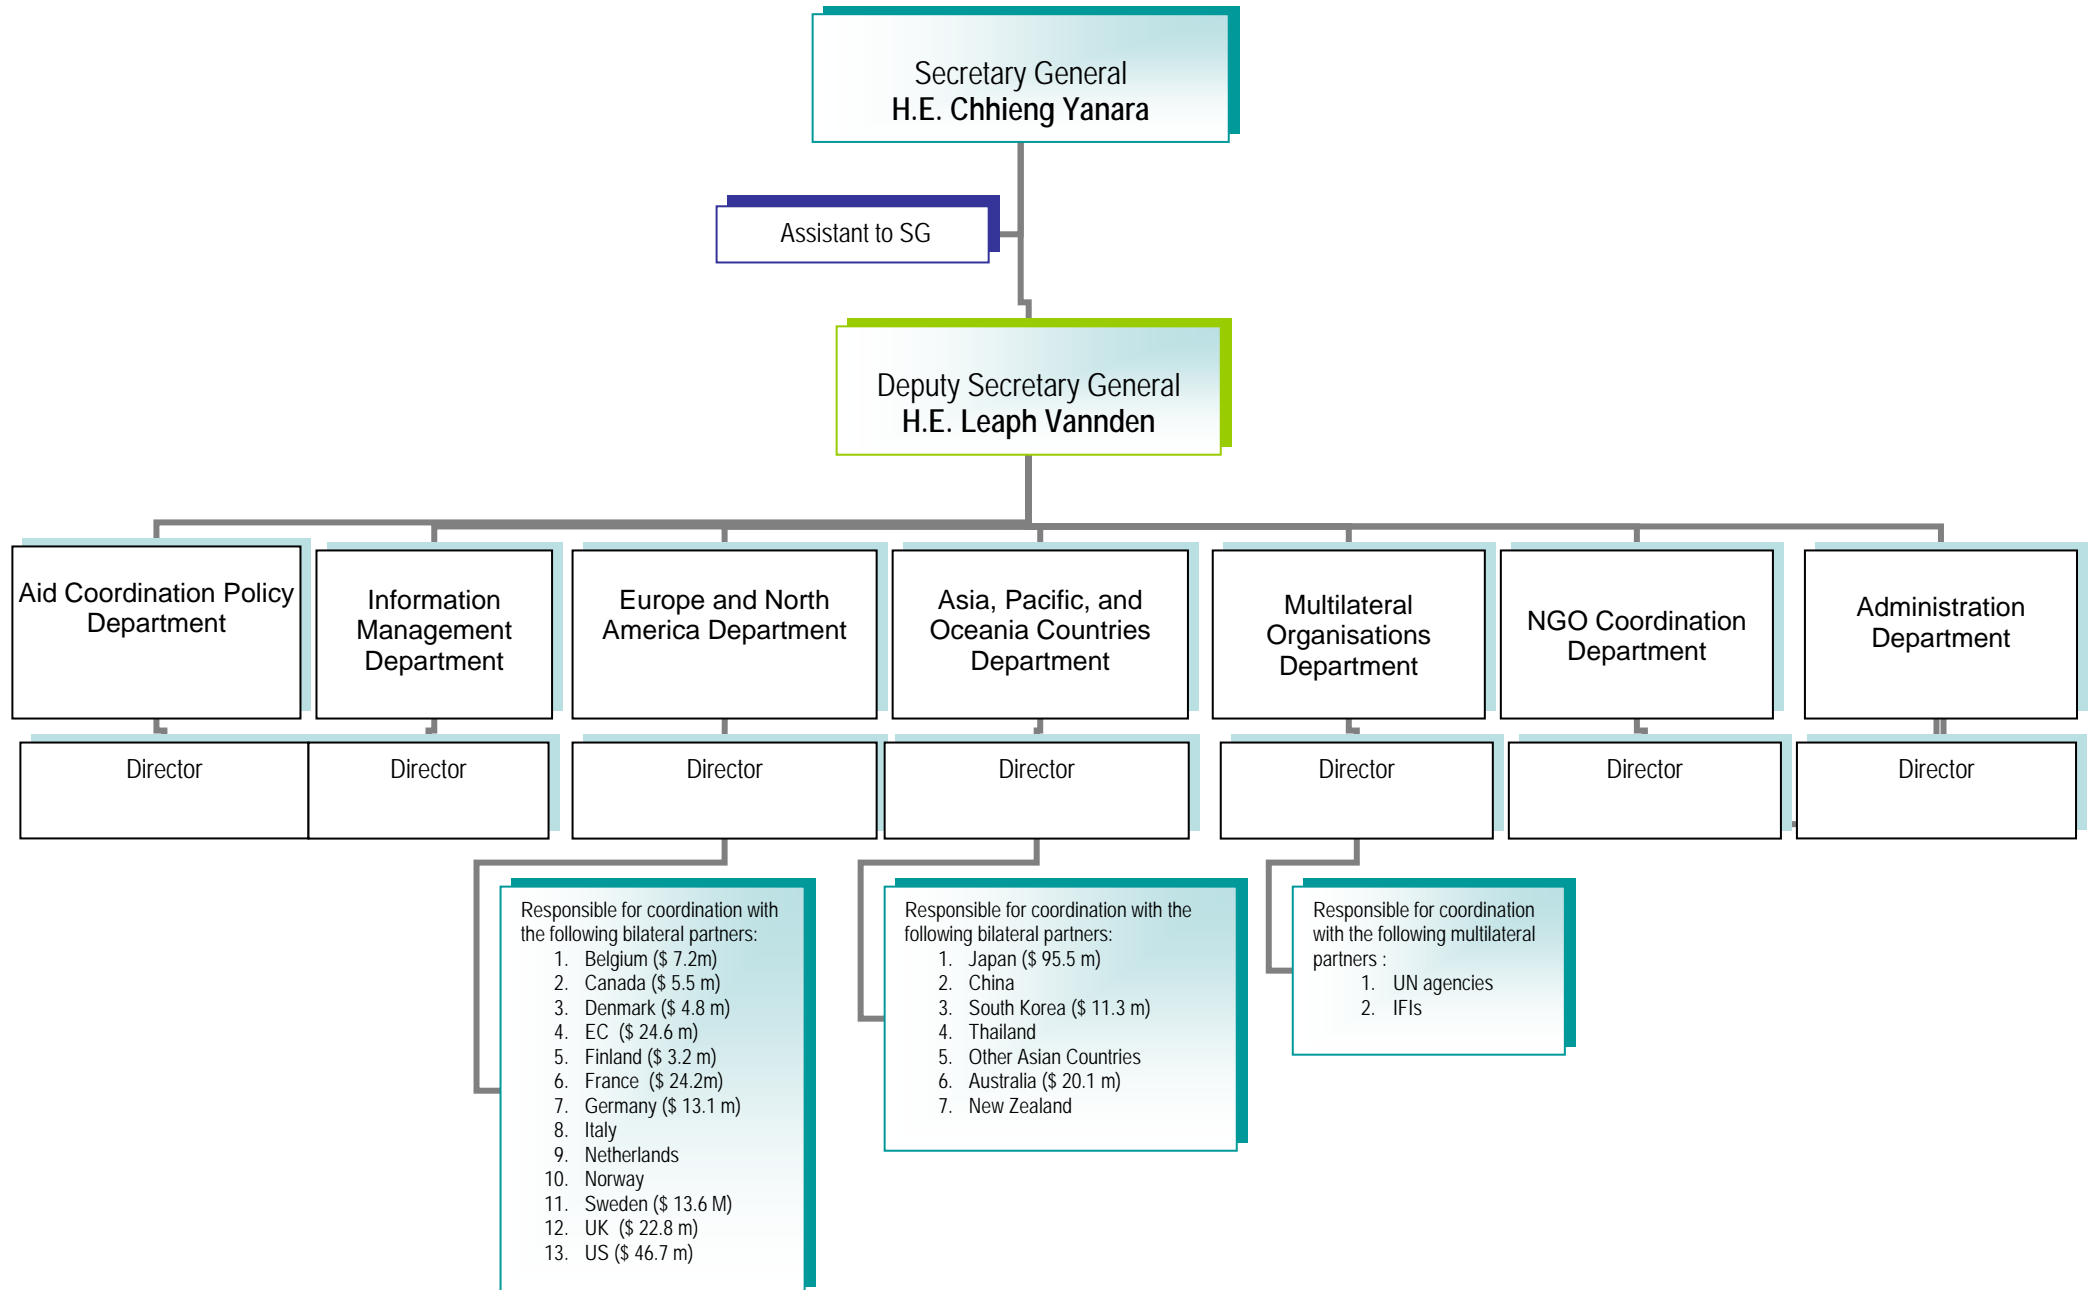 Secretary General
H.E. Chhieng Yanara
Assistant to SG
Deputy Secretary General
H.E. Leaph Vannden
Aid Coordination Policy
Department
Information
Management
Department
Europe and North
America Department
Asia, Pacific, and
Oceania Countries
Department
Multilateral
Organisations
Department
NGO Coordination
Department
Administration
Department
Director
Director
Director
Director
Director
Director
Director
Responsible for coordination with
the following bilateral partners:
1. Belgium ($ 7.2m)
2. Canada ($ 5.5 m)
3. Denmark ($ 4.8 m)
4. EC ($ 24.6 m)
5. Finland ($ 3.2 m)
6. France ($ 24.2m)
7. Germany ($ 13.1 m)
8. Italy
9. Netherlands
10. Norway
11. Sweden ($ 13.6 M)
12. UK ($ 22.8 m)
13. US ($ 46.7 m)
Responsible for coordination with the
following bilateral partners:
1. Japan ($ 95.5 m)
2. China
3. South Korea ($ 11.3 m)
4. Thailand
5. Other Asian Countries
6. Australia ($ 20.1 m)
7. New Zealand
Responsible for coordination
with the following multilateral
partners :
1. UN agencies
2. IFIs